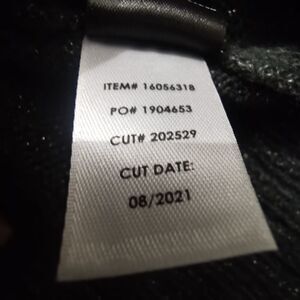 ITEM# 16056318
PO# 1904653
CUT# 202529
CUT DATE:
08/2021